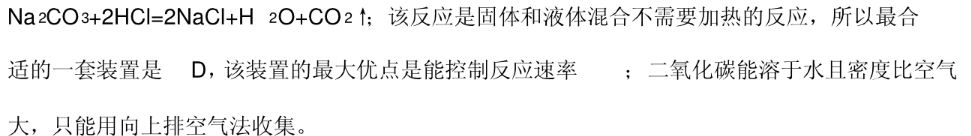 Na2CO3+2HCl=2NaCl+H 2O+CO2 ↑；该反应是固体和液体混合不需要加热的反应，所以最合
适的一套装置是 D，该装置的最大优点是能控制反应速率 ；二氧化碳能溶于水且密度比空气
大，只能用向上排空气法收集。